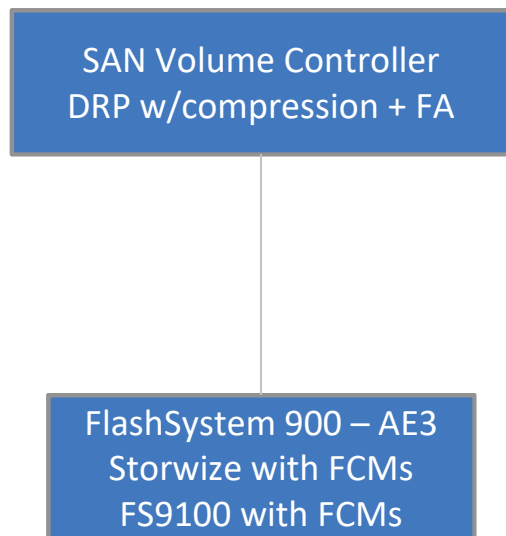 SAN Volume Controller
DRP w/compression + FA
FlashSystem 900 – AE3
Storwize with FCMs
FS9100 with FCMs